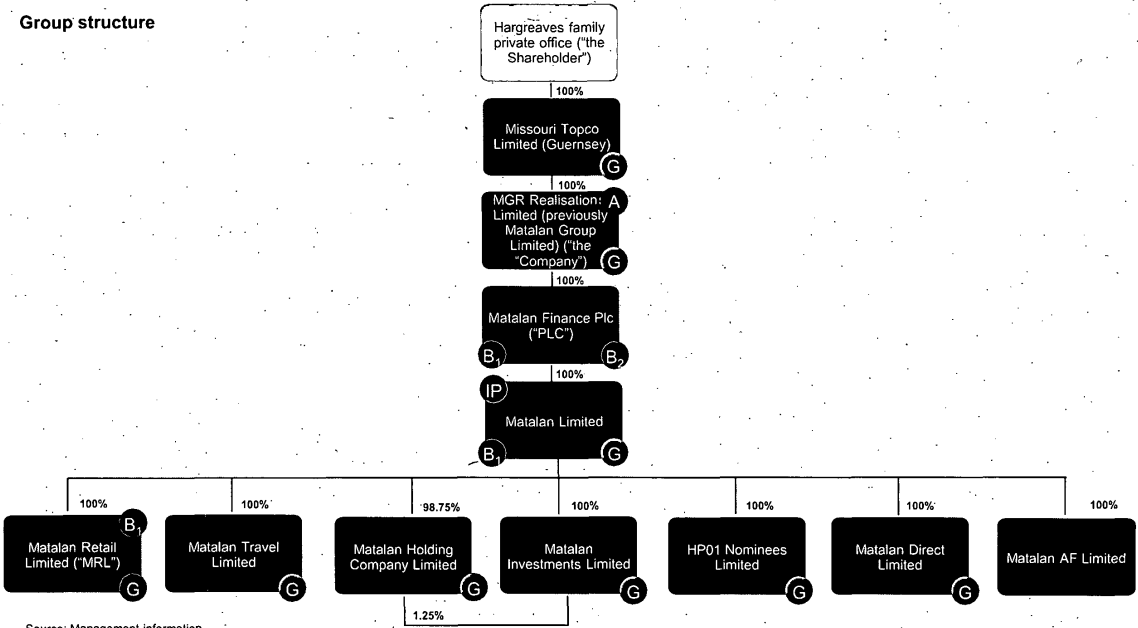 Group structure
Hargreaves family
private office ("the
Shareholder")
100%
Missouri Topco
Limited (Guernsey)
G
100%
MGR Realisation:
A
Limited (previously
Matalan Group
Limited) ("the
"Company")
G
100%
Matalan Finance Plc
("PLC")
B1
B2
100%
IP
Matalan Limited
B1
G
100%
100%
98.75%
100%
100%
100%
100%
B1
Matalan Retail
Limited ("MRL")
G
Matalan Travel
Limited
G
Matalan Holding
Company Limited
G
Matalan
Investments Limited
G
HP01 Nominees
Limited
G
Matalan Direct
Limited
G
Matalan AF Limited
1.25%
Source: Management information